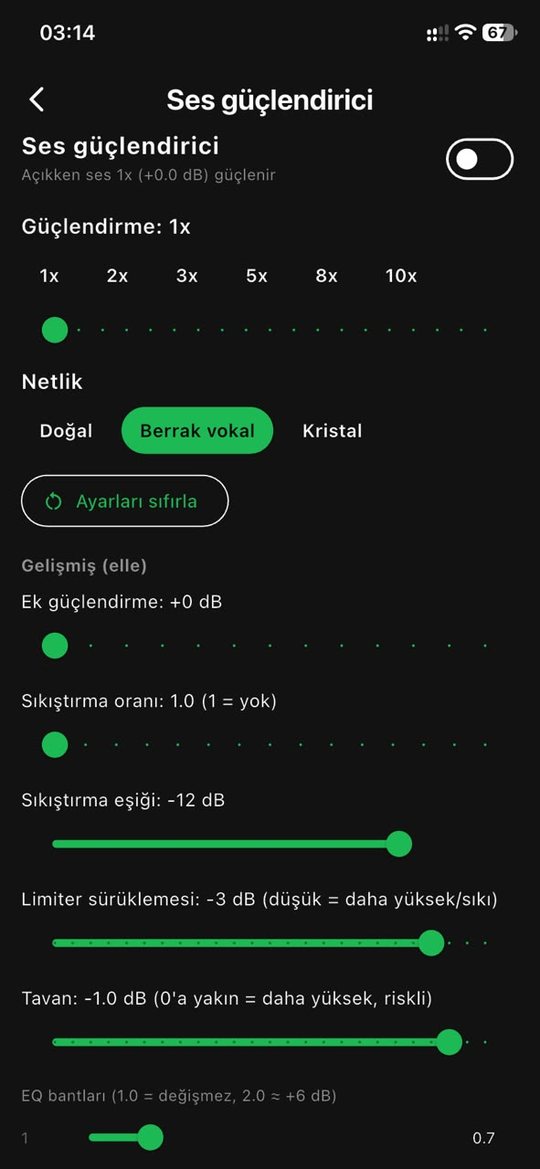 03:14
67
Ses güçlendirici
Ses güçlendirici
Açıkken ses 1x (+0.0 dB) güçlenir
Güçlendirme: 1x
1x 2x 3x 5x 8x 10x
Netlik
Doğal Berrak vokal Kristal
Ayarları sıfırla
Gelişmiş (elle)
Ek güçlendirme: +0 dB
Sıkıştırma oranı: 1.0 (1 = yok)
Sıkıştırma eşiği: -12 dB
Limiter sürüklemesi: -3 dB (düşük = daha yüksek/sıkı)
Tavan: -1.0 dB (0'a yakın = daha yüksek, riskli)
EQ bantları (1.0 = değişmez, 2.0 ≈ +6 dB)
1 0.7